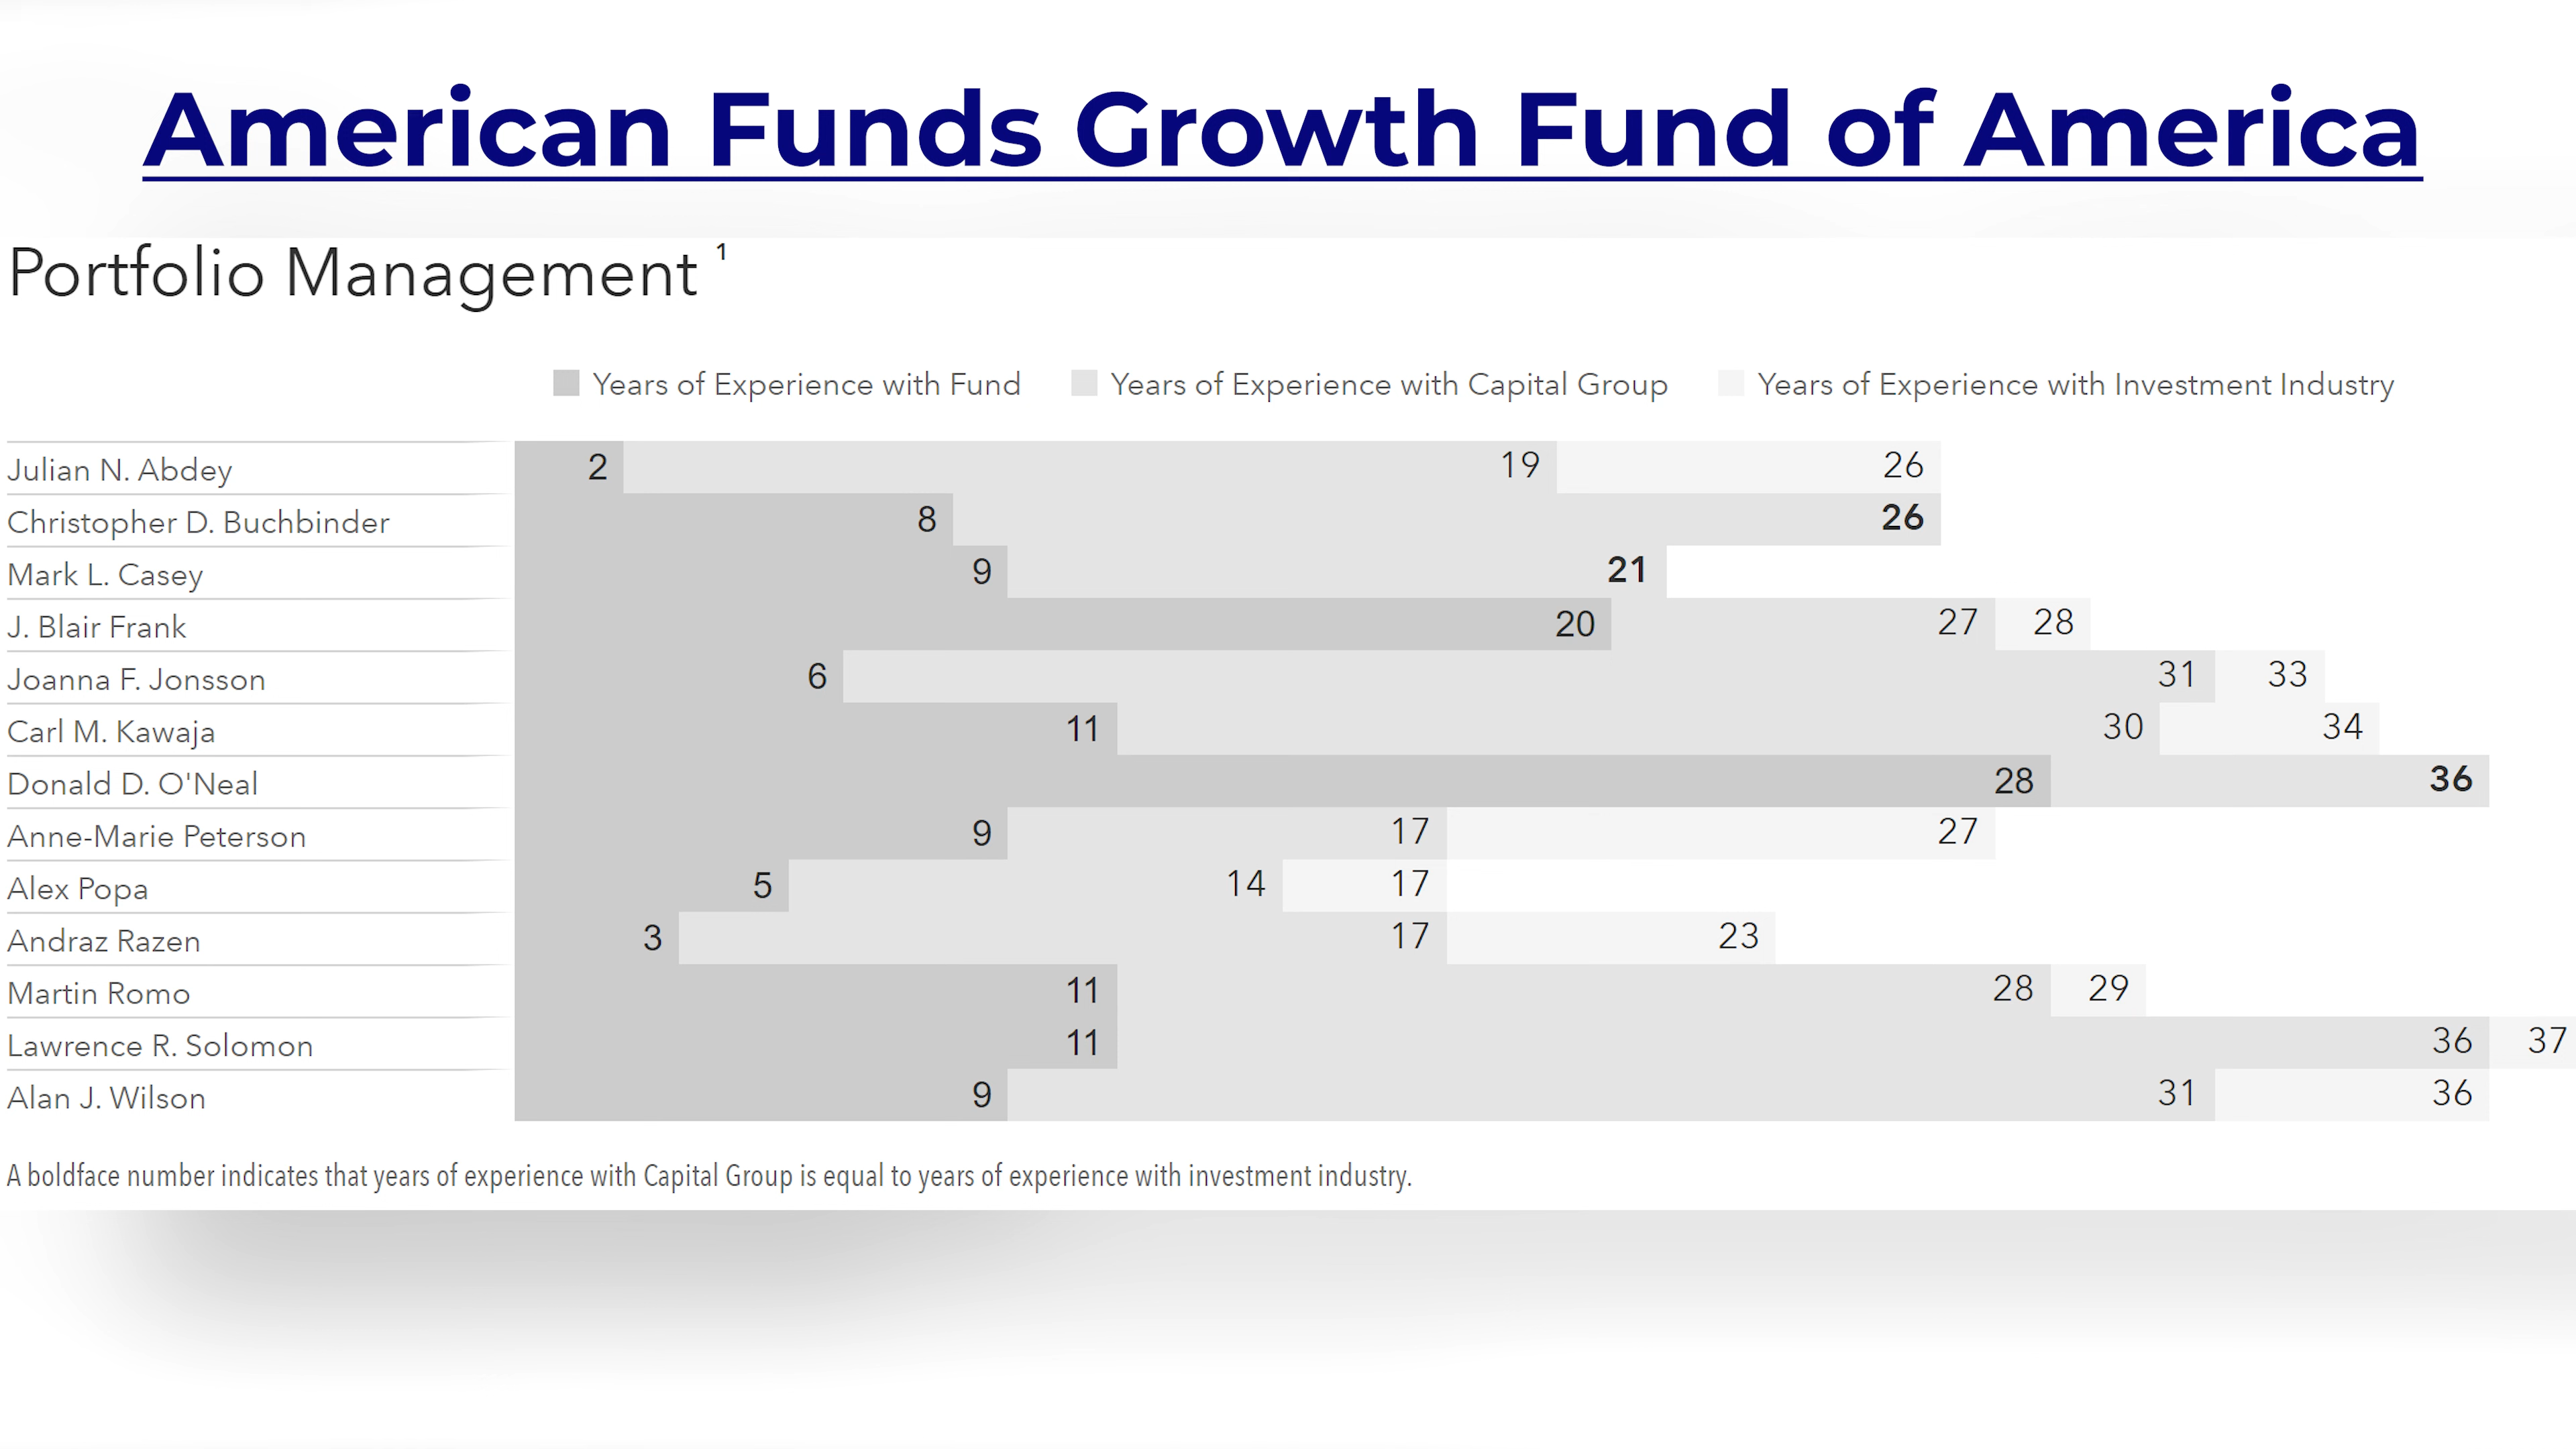 American Funds Growth Fund of America
Portfolio Management ¹
Years of Experience with Fund Years of Experience with Capital Group Years of Experience with Investment Industry
Julian N. Abdey 2 19 26
Christopher D. Buchbinder 8 26
Mark L. Casey 9 21
J. Blair Frank 20 27 28
Joanna F. Jonsson 6 31 33
Carl M. Kawaja 11 30 34
Donald D. O'Neal 28 36
Anne-Marie Peterson 9 17 27
Alex Popa 5 14 17
Andraz Razen 3 17 23
Martin Romo 11 28 29
Lawrence R. Solomon 11 36 37
Alan J. Wilson 9 31 36
A boldface number indicates that years of experience with Capital Group is equal to years of experience with investment industry.